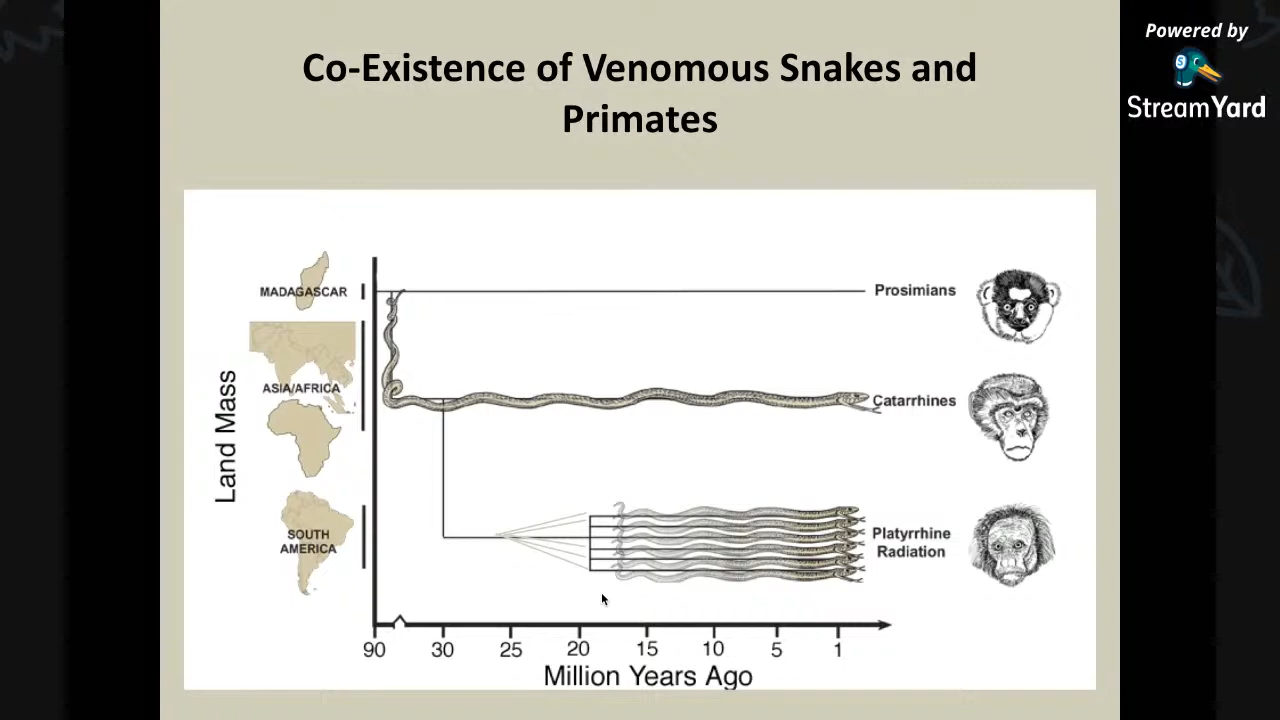 Co-Existence of Venomous Snakes and
Primates
Powered by
StreamYard
Land Mass
MADAGASCAR
ASIA/AFRICA
SOUTH
AMERICA
Prosimians
Catarrhines
Platyrrhine
Radiation
90 30 25 20 15 10 5 1
Million Years Ago